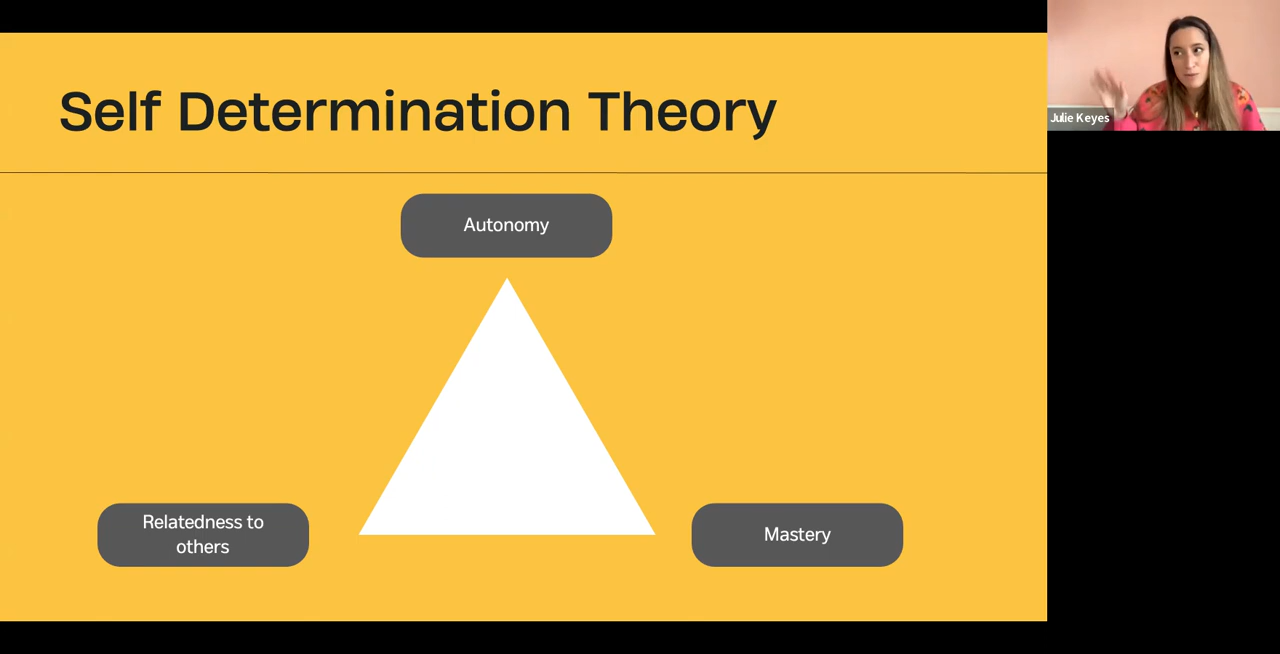 Self Determination Theory
Julie Keyes
Autonomy
Relatedness to
others
Mastery